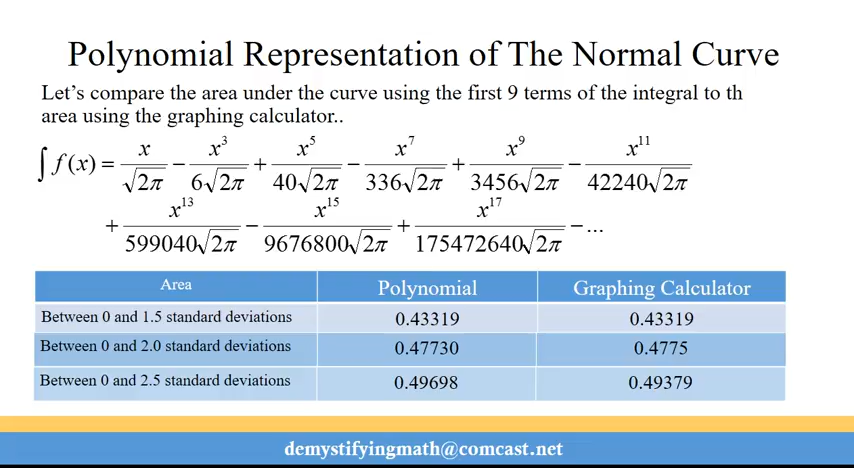 Polynomial Representation of The Normal Curve
Let's compare the area under the curve using the first 9 terms of the integral to th
area using the graphing calculator..
∫ f(x) = x/√2π − x³/6√2π + x⁵/40√2π − x⁷/336√2π + x⁹/3456√2π − x¹¹/42240√2π
+ x¹³/599040√2π − x¹⁵/9676800√2π + x¹⁷/175472640√2π − ...
Area Polynomial Graphing Calculator
Between 0 and 1.5 standard deviations 0.43319 0.43319
Between 0 and 2.0 standard deviations 0.47730 0.4775
Between 0 and 2.5 standard deviations 0.49698 0.49379
demystifyingmath@comcast.net